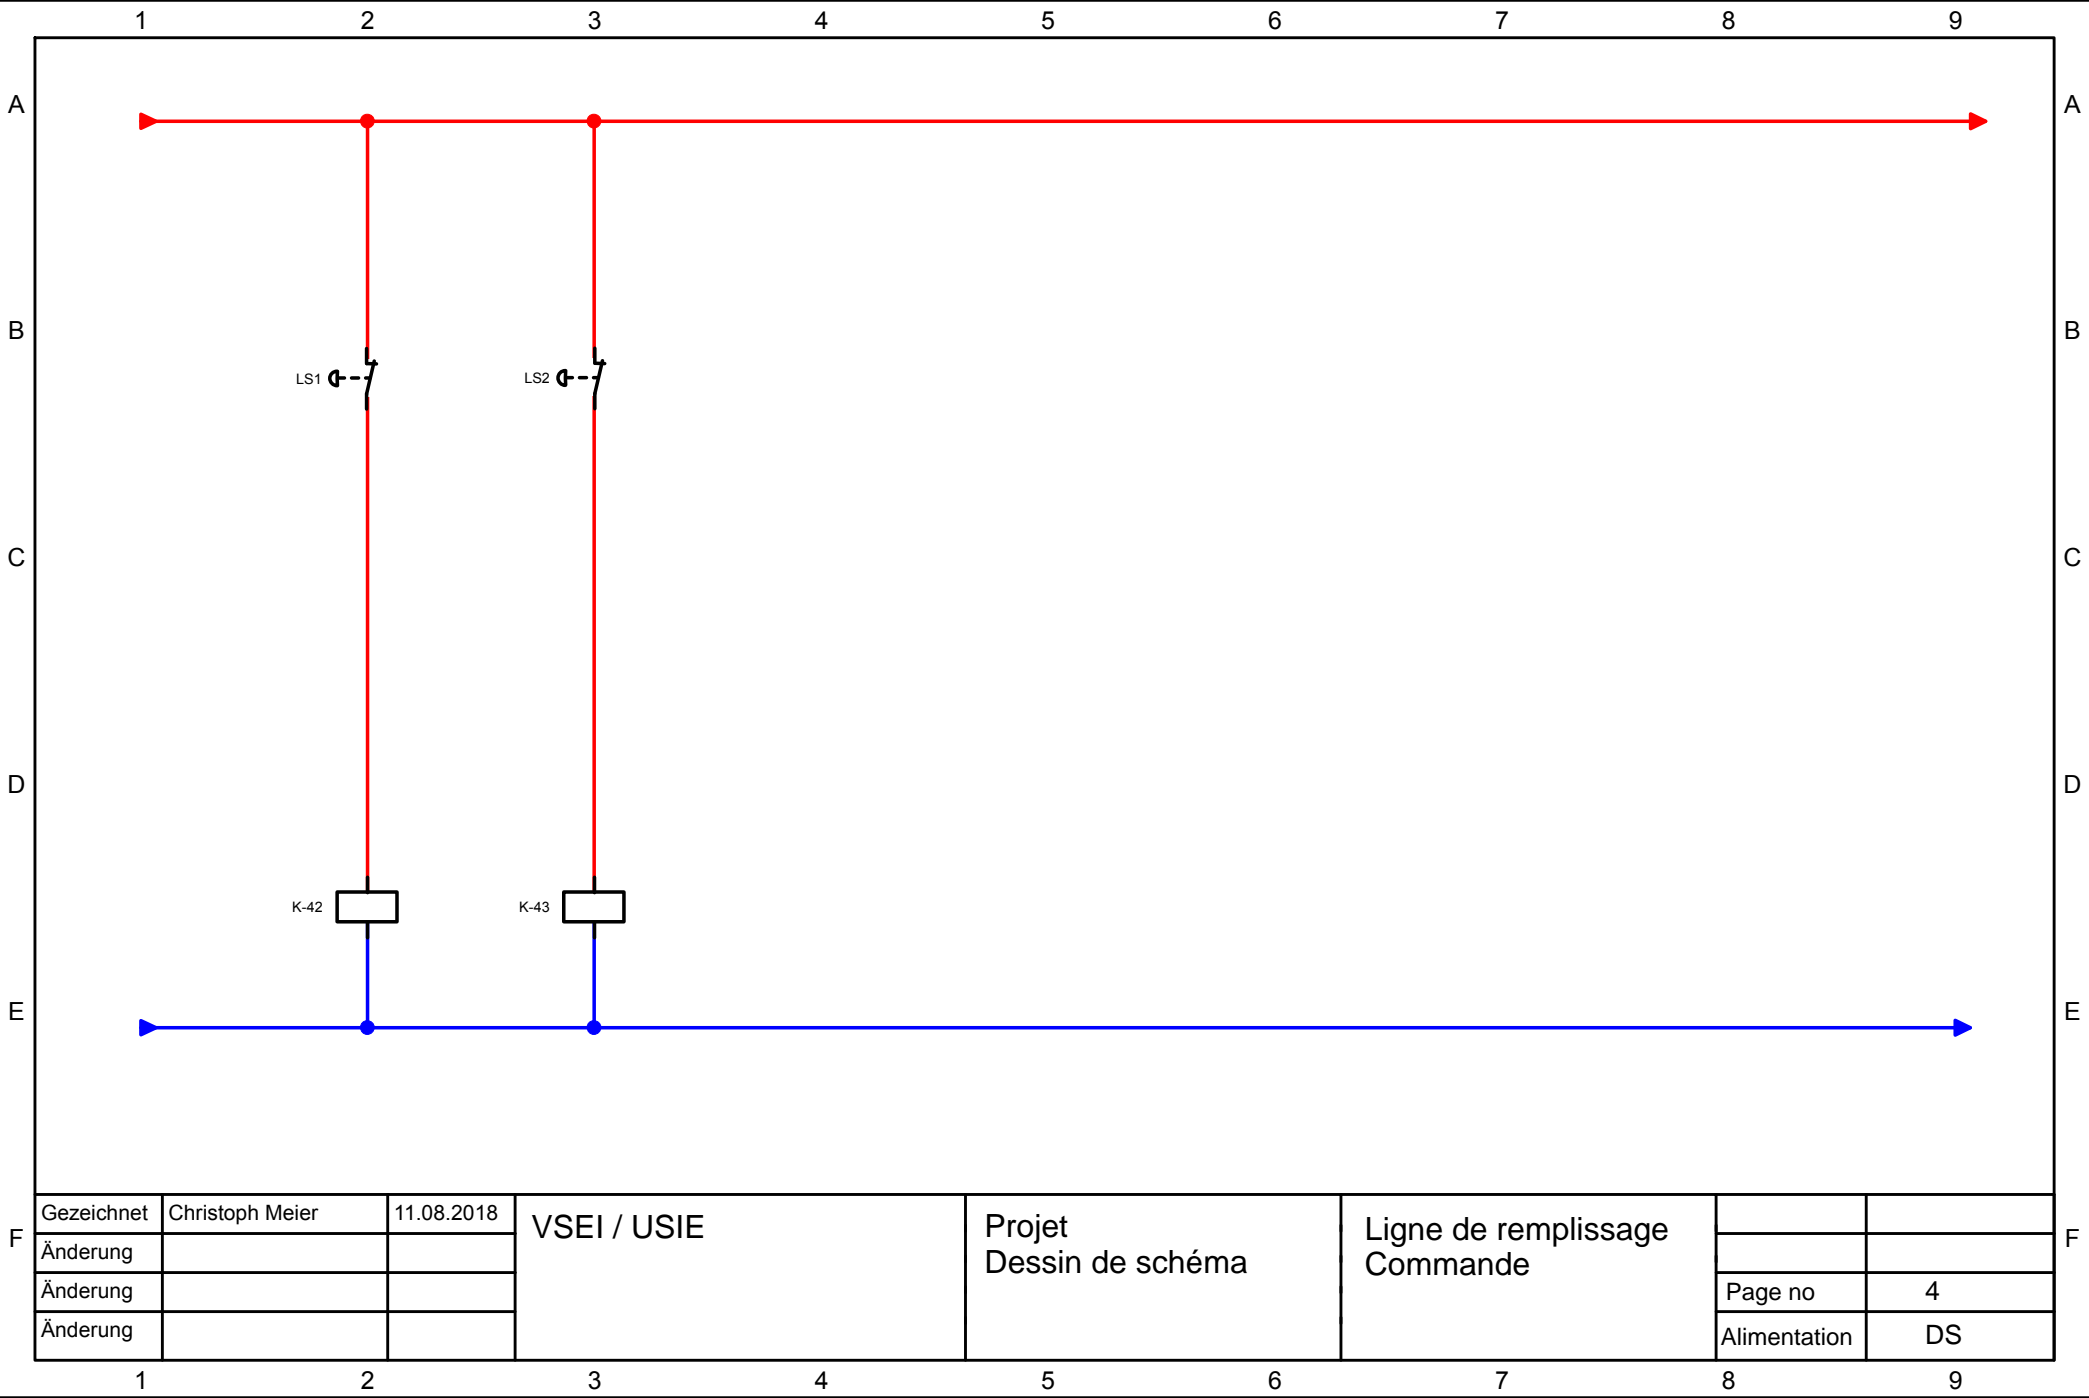 1 2 3 4 5 6 7 8 9
A A
B B
LS1 LS2
C C
D D
K-42 K-43
E E
F F
Gezeichnet Christoph Meier 11.08.2018
Änderung
Änderung
Änderung
VSEI / USIE
Projet
Dessin de schéma
Ligne de remplissage
Commande
Page no 4
Alimentation DS
1 2 3 4 5 6 7 8 9